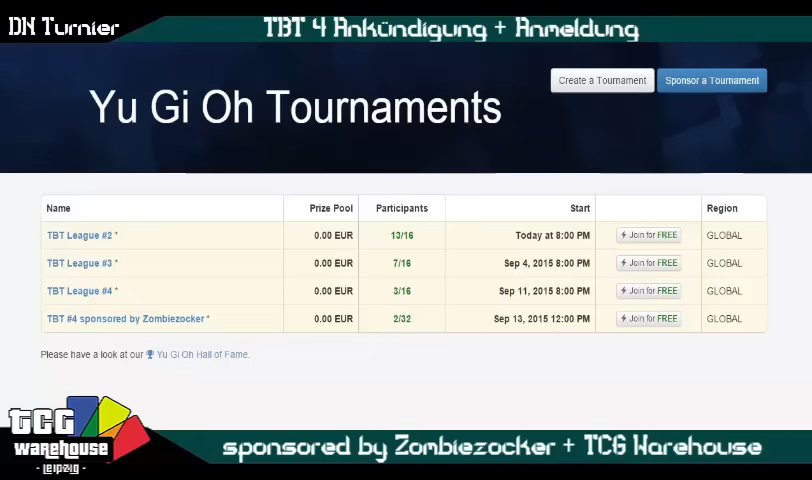 DN Turnier
TBT 4 Ankündigung + Anmeldung
Create a Tournament
Sponsor a Tournament
Yu Gi Oh Tournaments
Name Prize Pool Participants Start Region
TBT League #2 * 0.00 EUR 13/16 Today at 8:00 PM Join for FREE GLOBAL
TBT League #3 * 0.00 EUR 7/16 Sep 4, 2015 8:00 PM Join for FREE GLOBAL
TBT League #4 * 0.00 EUR 3/16 Sep 11, 2015 8:00 PM Join for FREE GLOBAL
TBT #4 sponsored by Zombiezocker * 0.00 EUR 2/32 Sep 13, 2015 12:00 PM Join for FREE GLOBAL
Please have a look at our Yu Gi Oh Hall of Fame.
TCG
warehouse
- Leipzig -
sponsored by Zombiezocker + TCG Warehouse